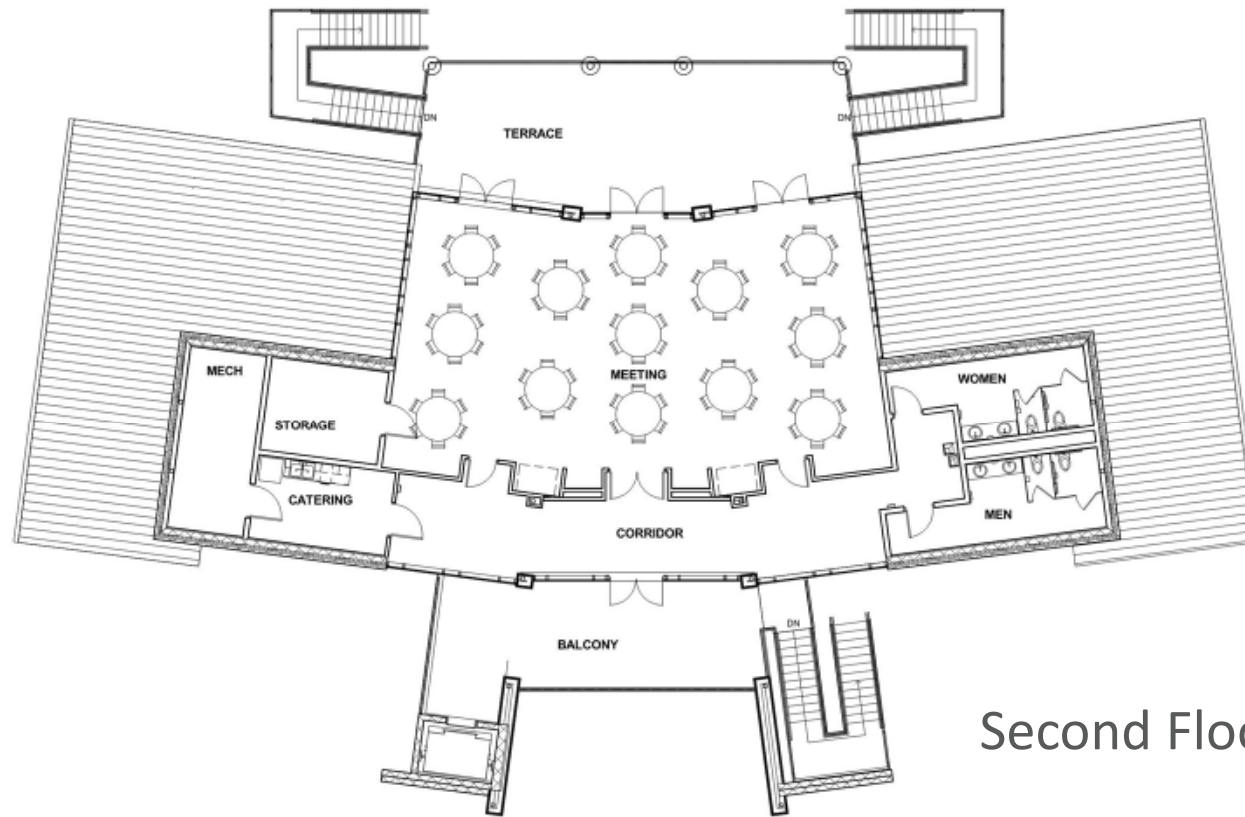 DN
DN
TERRACE
MECH
MEETING
WOMEN
STORAGE
CATERING
MEN
CORRIDOR
DN
BALCONY
Second Floo